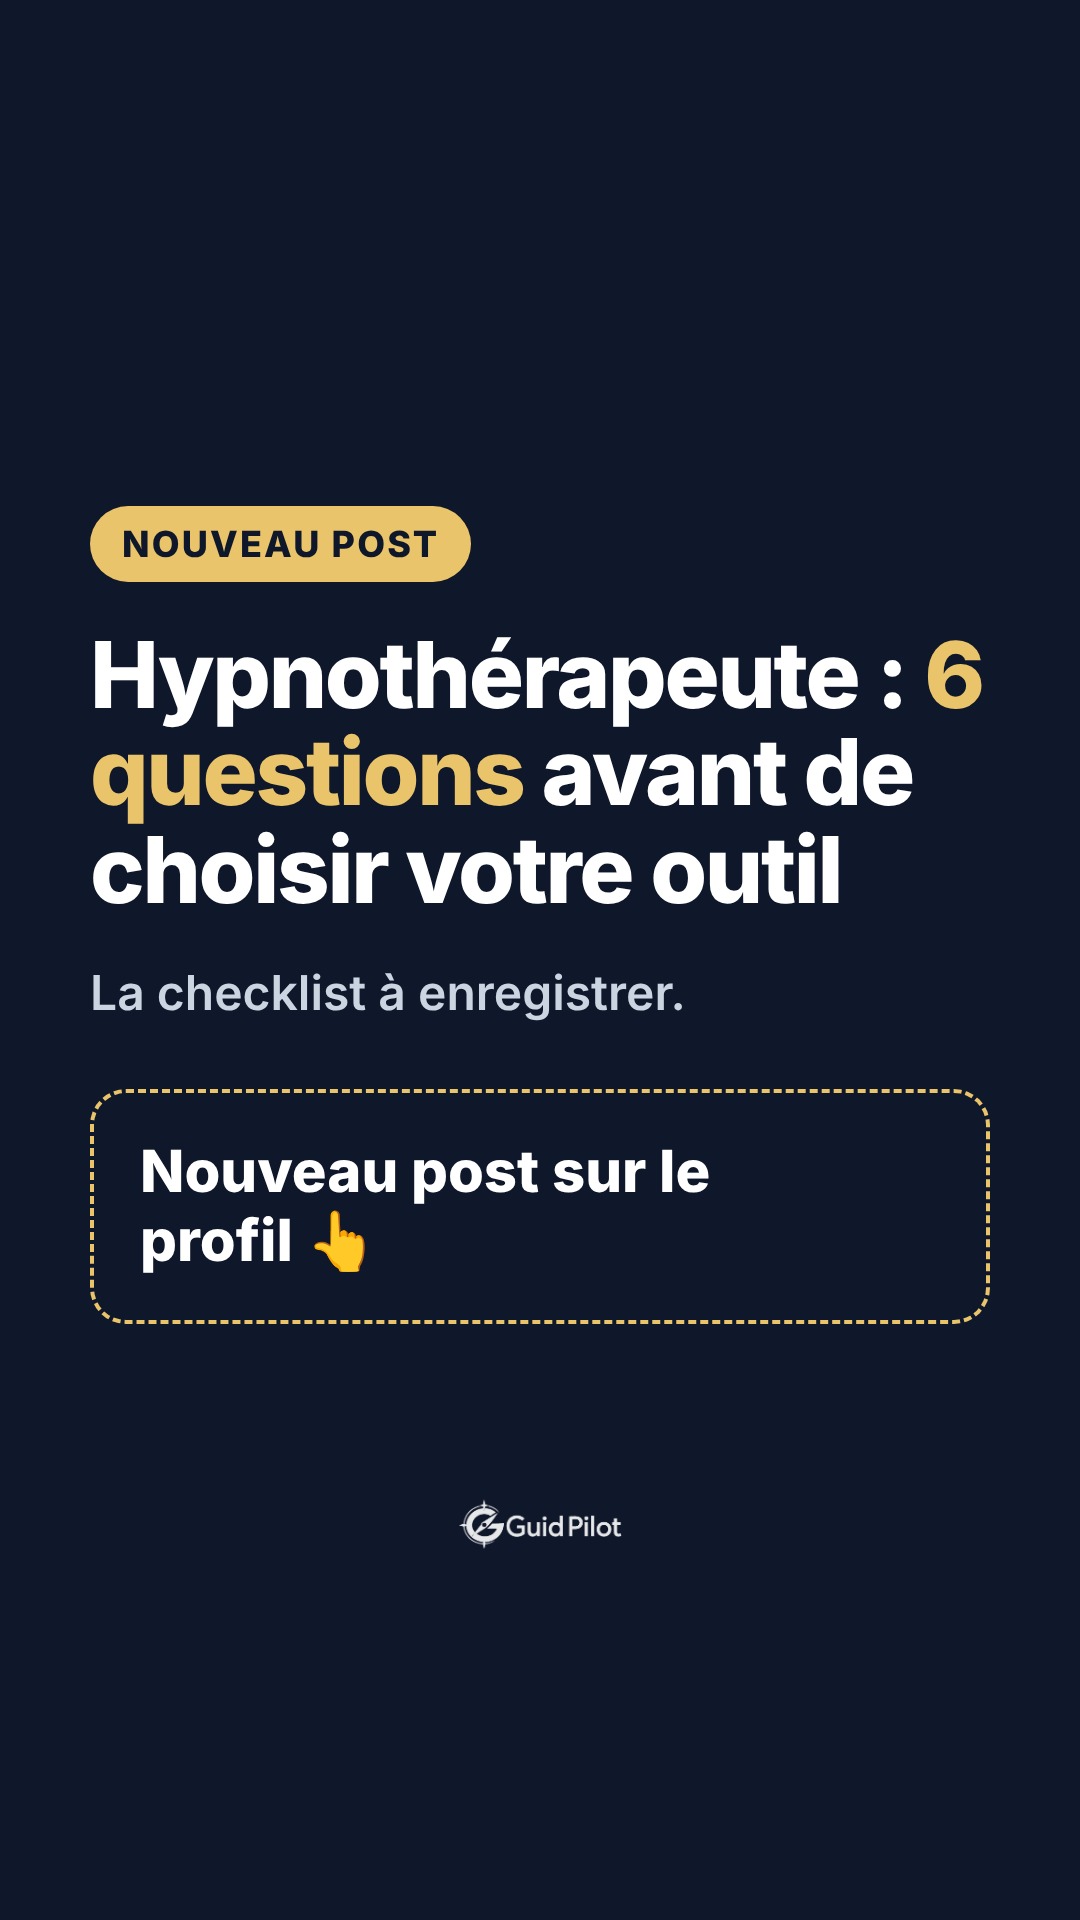 NOUVEAU POST
Hypnothérapeute : 6
questions avant de
choisir votre outil
La checklist à enregistrer.
Nouveau post sur le
profil 👆
GuidPilot